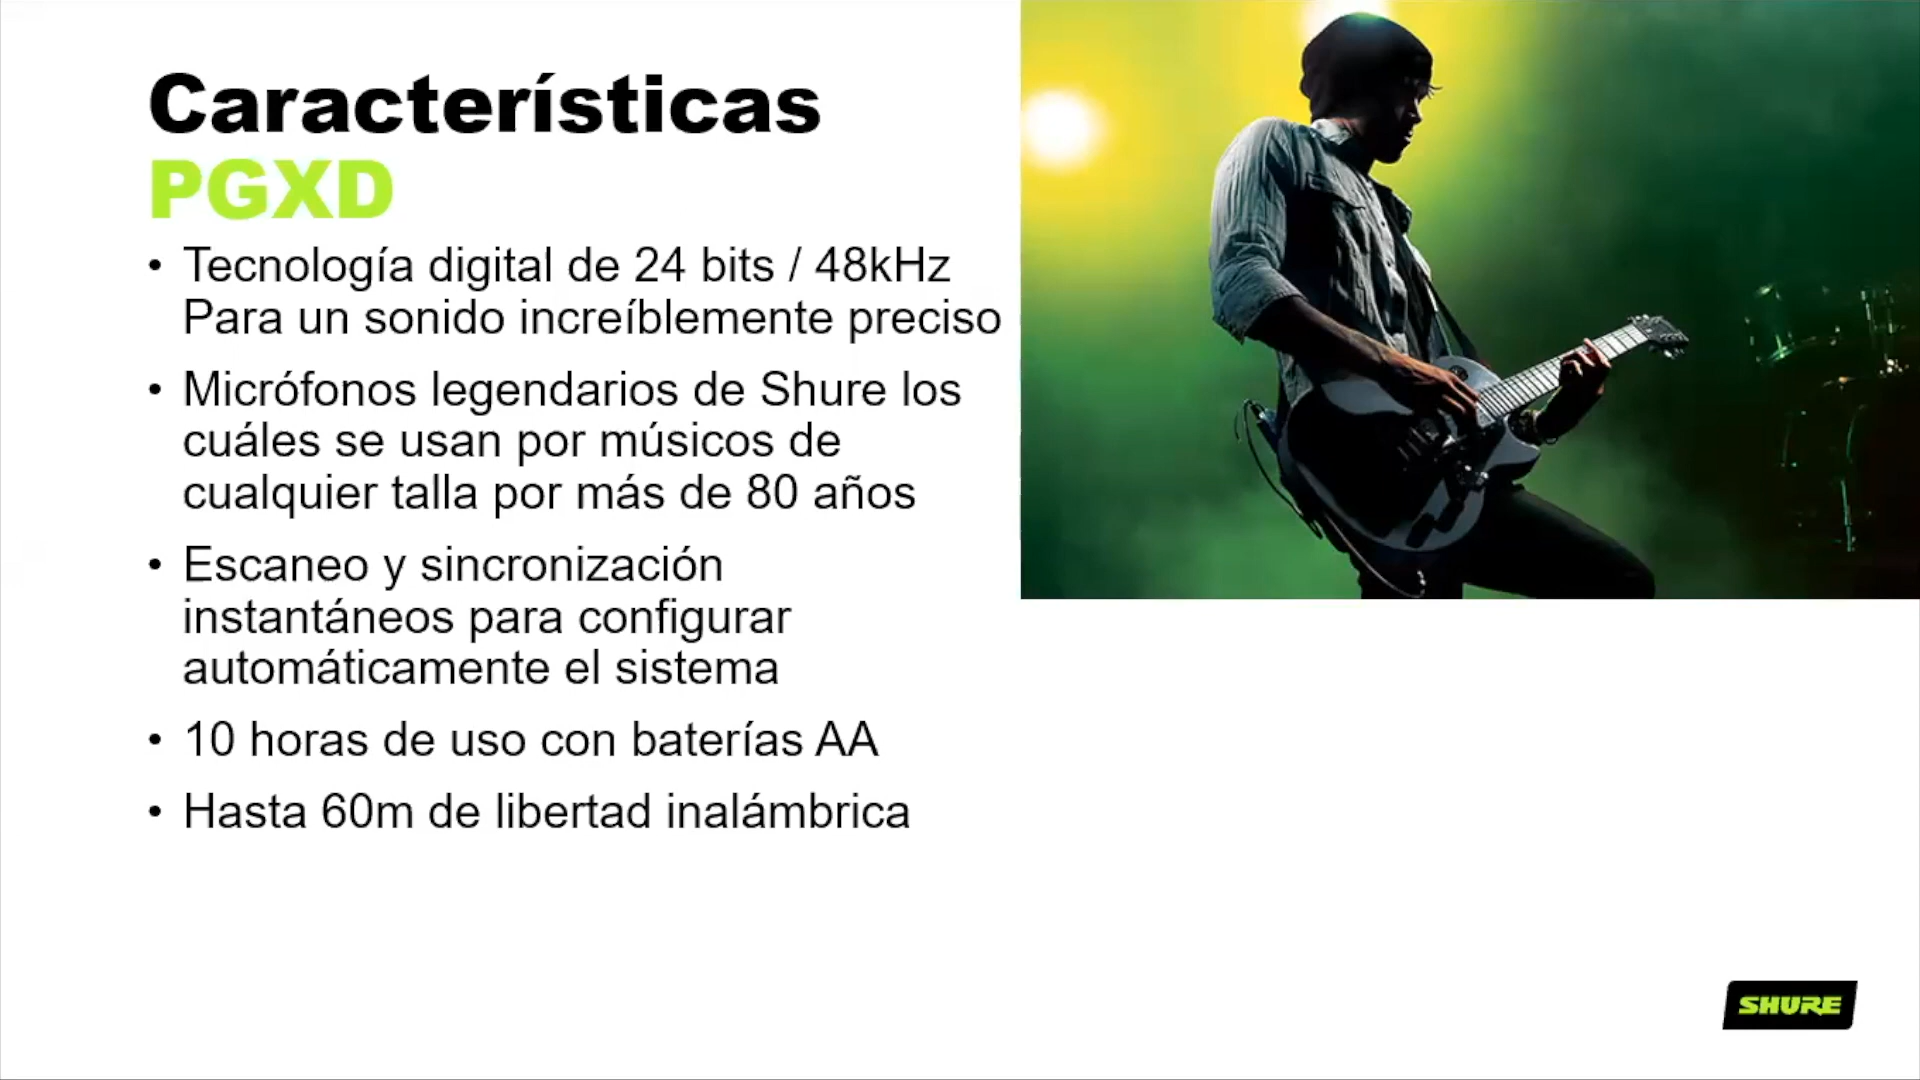 Características
PGXD
• Tecnología digital de 24 bits / 48kHz
Para un sonido increíblemente preciso
• Micrófonos legendarios de Shure los
cuáles se usan por músicos de
cualquier talla por más de 80 años
• Escaneo y sincronización
instantáneos para configurar
automáticamente el sistema
• 10 horas de uso con baterías AA
• Hasta 60m de libertad inalámbrica
SHURE